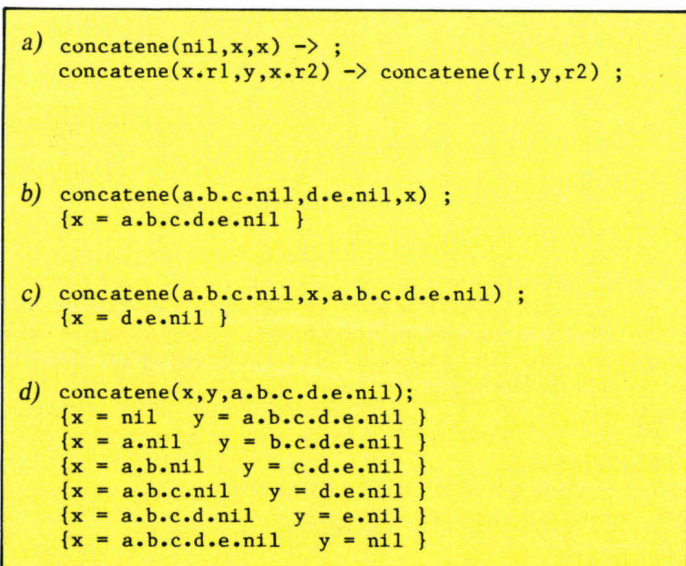 a) concatene(nil,x,x) -> ;
concatene(x.r1,y,x.r2) -> concatene(r1,y,r2) ;
b) concatene(a.b.c.nil,d.e.nil,x) ;
{x = a.b.c.d.e.nil }
c) concatene(a.b.c.nil,x,a.b.c.d.e.nil) ;
{x = d.e.nil }
d) concatene(x,y,a.b.c.d.e.nil);
{x = nil y = a.b.c.d.e.nil }
{x = a.nil y = b.c.d.e.nil }
{x = a.b.nil y = c.d.e.nil }
{x = a.b.c.nil y = d.e.nil }
{x = a.b.c.d.nil y = e.nil }
{x = a.b.c.d.e.nil y = nil }